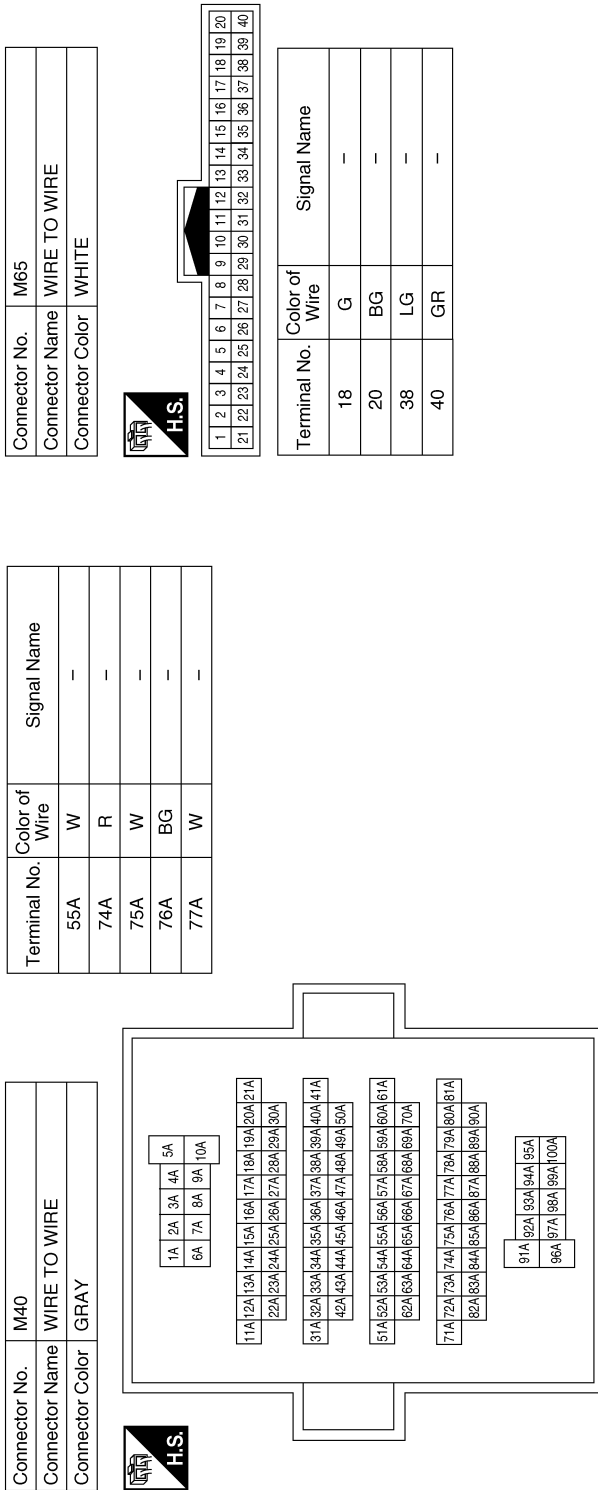 Connector No. M40
Connector Name WIRE TO WIRE
Connector Color GRAY
H.S.
1A 2A 3A 4A 5A
6A 7A 8A 9A 10A
11A 12A 13A 14A 15A 16A 17A 18A 19A 20A 21A
22A 23A 24A 25A 26A 27A 28A 29A 30A
31A 32A 33A 34A 35A 36A 37A 38A 39A 40A 41A
42A 43A 44A 45A 46A 47A 48A 49A 50A
51A 52A 53A 54A 55A 56A 57A 58A 59A 60A 61A
62A 63A 64A 65A 66A 67A 68A 69A 70A
71A 72A 73A 74A 75A 76A 77A 78A 79A 80A 81A
82A 83A 84A 85A 86A 87A 88A 89A 90A
91A 92A 93A 94A 95A
96A 97A 98A 99A 100A
Terminal No. Color of Wire Signal Name
55A W –
74A R –
75A W –
76A BG –
77A W –
Connector No. M65
Connector Name WIRE TO WIRE
Connector Color WHITE
H.S.
1 2 3 4 5 6 7 8 9 10 11 12 13 14 15 16 17 18 19 20
21 22 23 24 25 26 27 28 29 30 31 32 33 34 35 36 37 38 39 40
Terminal No. Color of Wire Signal Name
18 G –
20 BG –
38 LG –
40 GR –